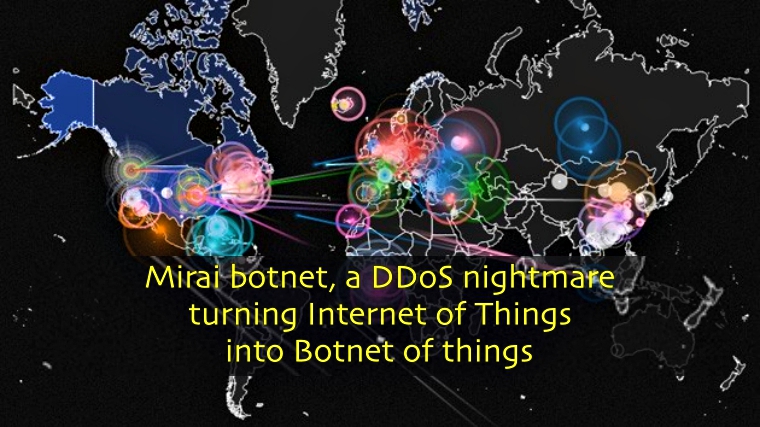 Mirai botnet, a DDoS nightmare
turning Internet of Things
into Botnet of things